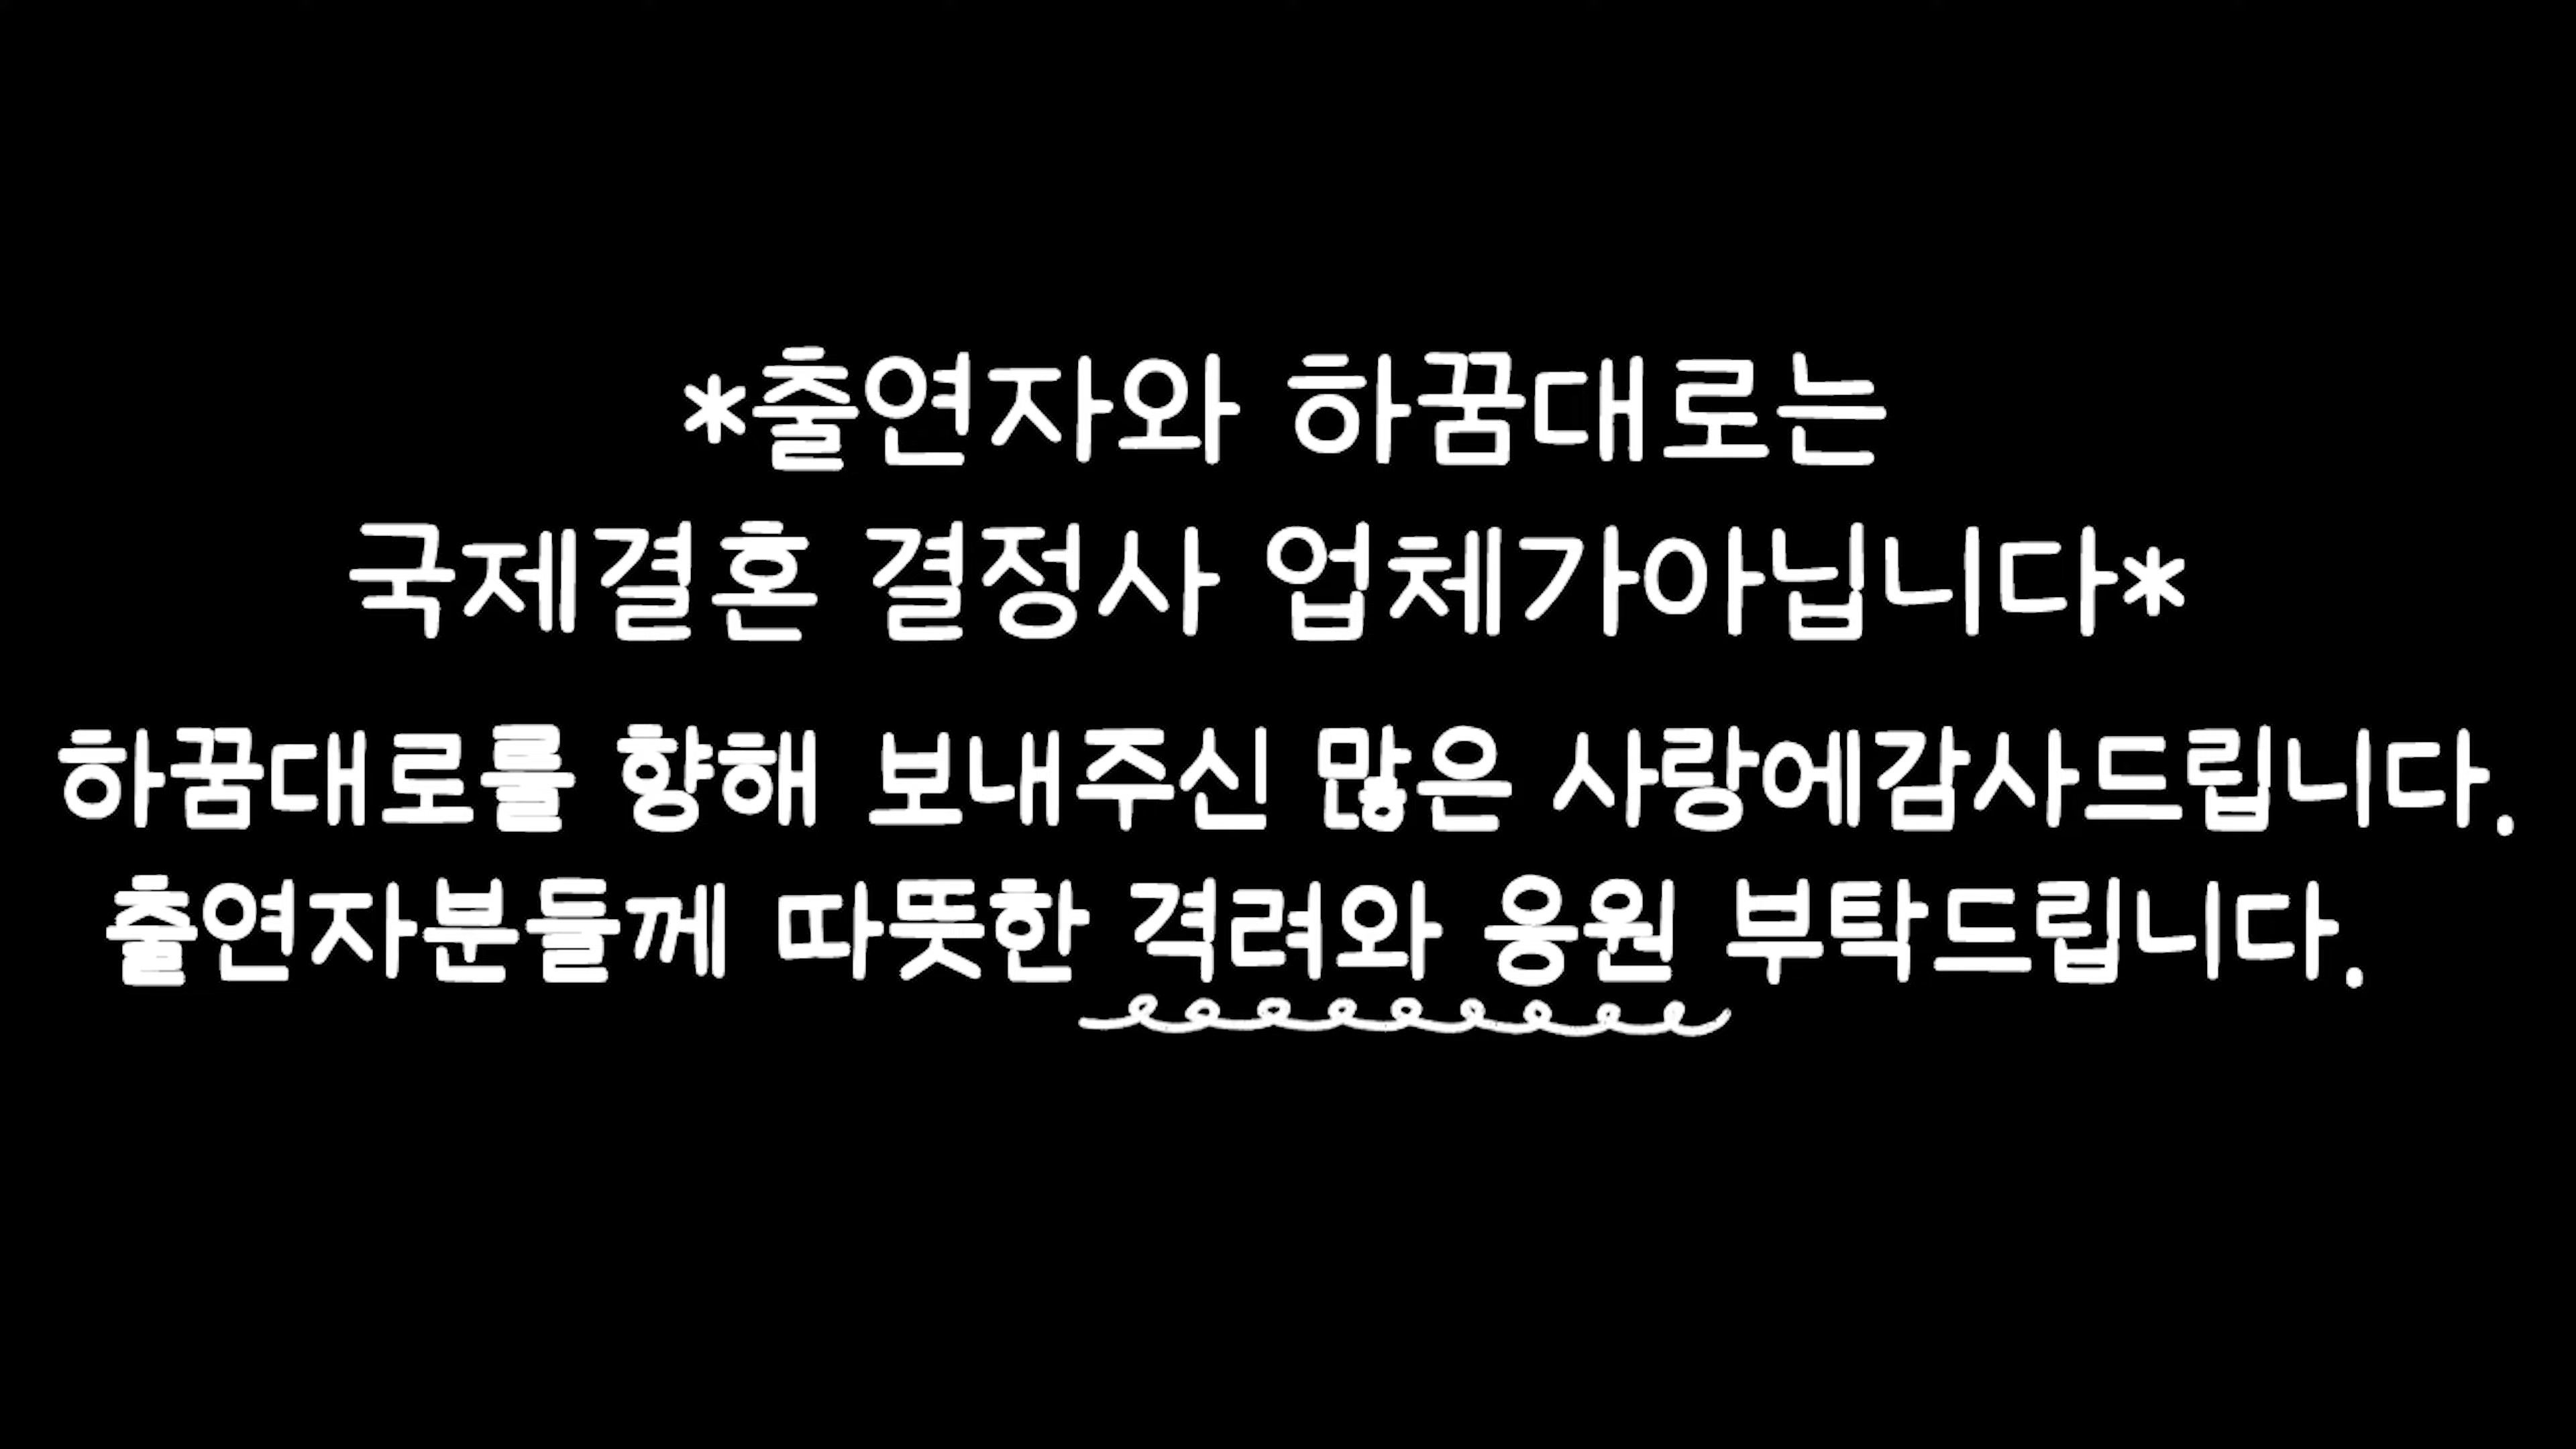 *출연자와 하꿈대로는
국제결혼 결정사 업체가아닙니다*
하꿈대로를 향해 보내주신 많은 사랑에감사드립니다.
출연자분들께 따뜻한 격려와 응원 부탁드립니다.